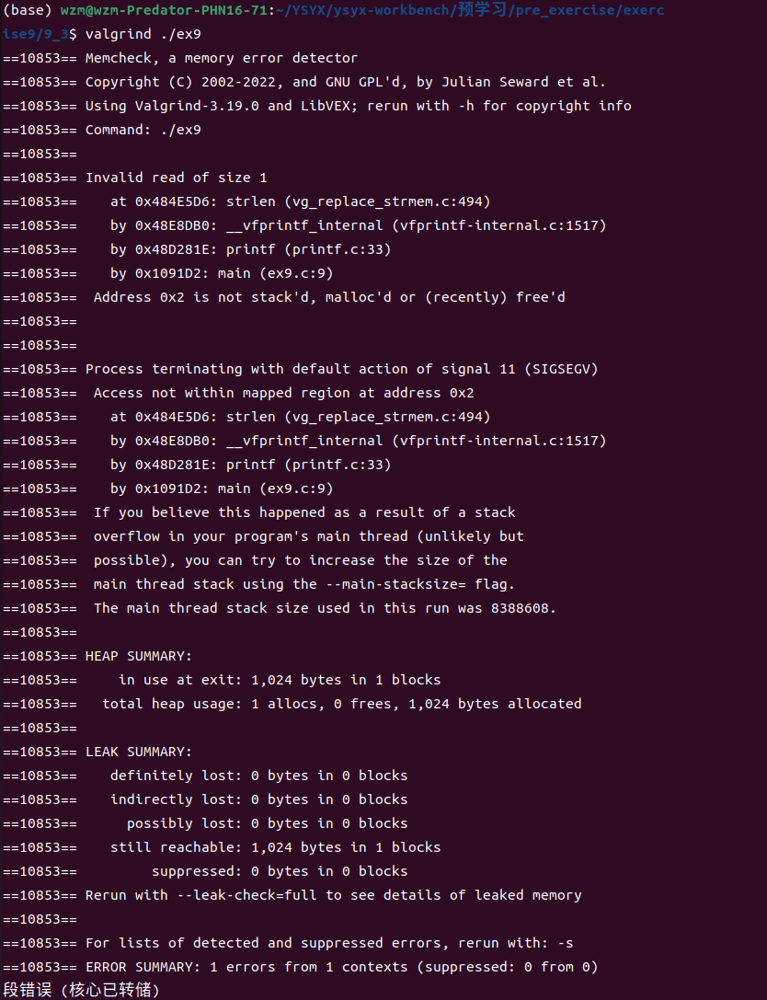 (base) wzm@wzm-Predator-PHN16-71:~/YSYX/ysyx-workbench/预学习/pre_exercise/exerc
ise9/9_3$ valgrind ./ex9
==10853== Memcheck, a memory error detector
==10853== Copyright (C) 2002-2022, and GNU GPL'd, by Julian Seward et al.
==10853== Using Valgrind-3.19.0 and LibVEX; rerun with -h for copyright info
==10853== Command: ./ex9
==10853==
==10853== Invalid read of size 1
==10853==    at 0x484E5D6: strlen (vg_replace_strmem.c:494)
==10853==    by 0x48E8DB0: __vfprintf_internal (vfprintf-internal.c:1517)
==10853==    by 0x48D281E: printf (printf.c:33)
==10853==    by 0x1091D2: main (ex9.c:9)
==10853==  Address 0x2 is not stack'd, malloc'd or (recently) free'd
==10853==
==10853==
==10853== Process terminating with default action of signal 11 (SIGSEGV)
==10853==  Access not within mapped region at address 0x2
==10853==    at 0x484E5D6: strlen (vg_replace_strmem.c:494)
==10853==    by 0x48E8DB0: __vfprintf_internal (vfprintf-internal.c:1517)
==10853==    by 0x48D281E: printf (printf.c:33)
==10853==    by 0x1091D2: main (ex9.c:9)
==10853==  If you believe this happened as a result of a stack
==10853==  overflow in your program's main thread (unlikely but
==10853==  possible), you can try to increase the size of the
==10853==  main thread stack using the --main-stacksize= flag.
==10853==  The main thread stack size used in this run was 8388608.
==10853==
==10853== HEAP SUMMARY:
==10853==     in use at exit: 1,024 bytes in 1 blocks
==10853==   total heap usage: 1 allocs, 0 frees, 1,024 bytes allocated
==10853==
==10853== LEAK SUMMARY:
==10853==    definitely lost: 0 bytes in 0 blocks
==10853==    indirectly lost: 0 bytes in 0 blocks
==10853==      possibly lost: 0 bytes in 0 blocks
==10853==    still reachable: 1,024 bytes in 1 blocks
==10853==         suppressed: 0 bytes in 0 blocks
==10853== Rerun with --leak-check=full to see details of leaked memory
==10853==
==10853== For lists of detected and suppressed errors, rerun with: -s
==10853== ERROR SUMMARY: 1 errors from 1 contexts (suppressed: 0 from 0)
段错误 (核心已转储)